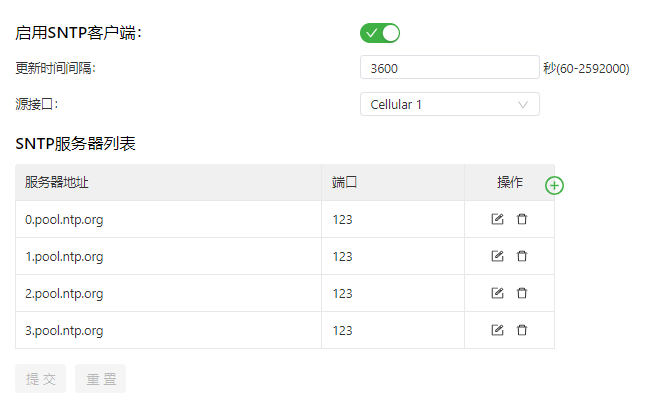 启用SNTP客户端：
更新时间间隔： 3600 秒(60-2592000)
源接口： Cellular 1
SNTP服务器列表
服务器地址 端口 操作
0.pool.ntp.org 123
1.pool.ntp.org 123
2.pool.ntp.org 123
3.pool.ntp.org 123
提 交 重 置